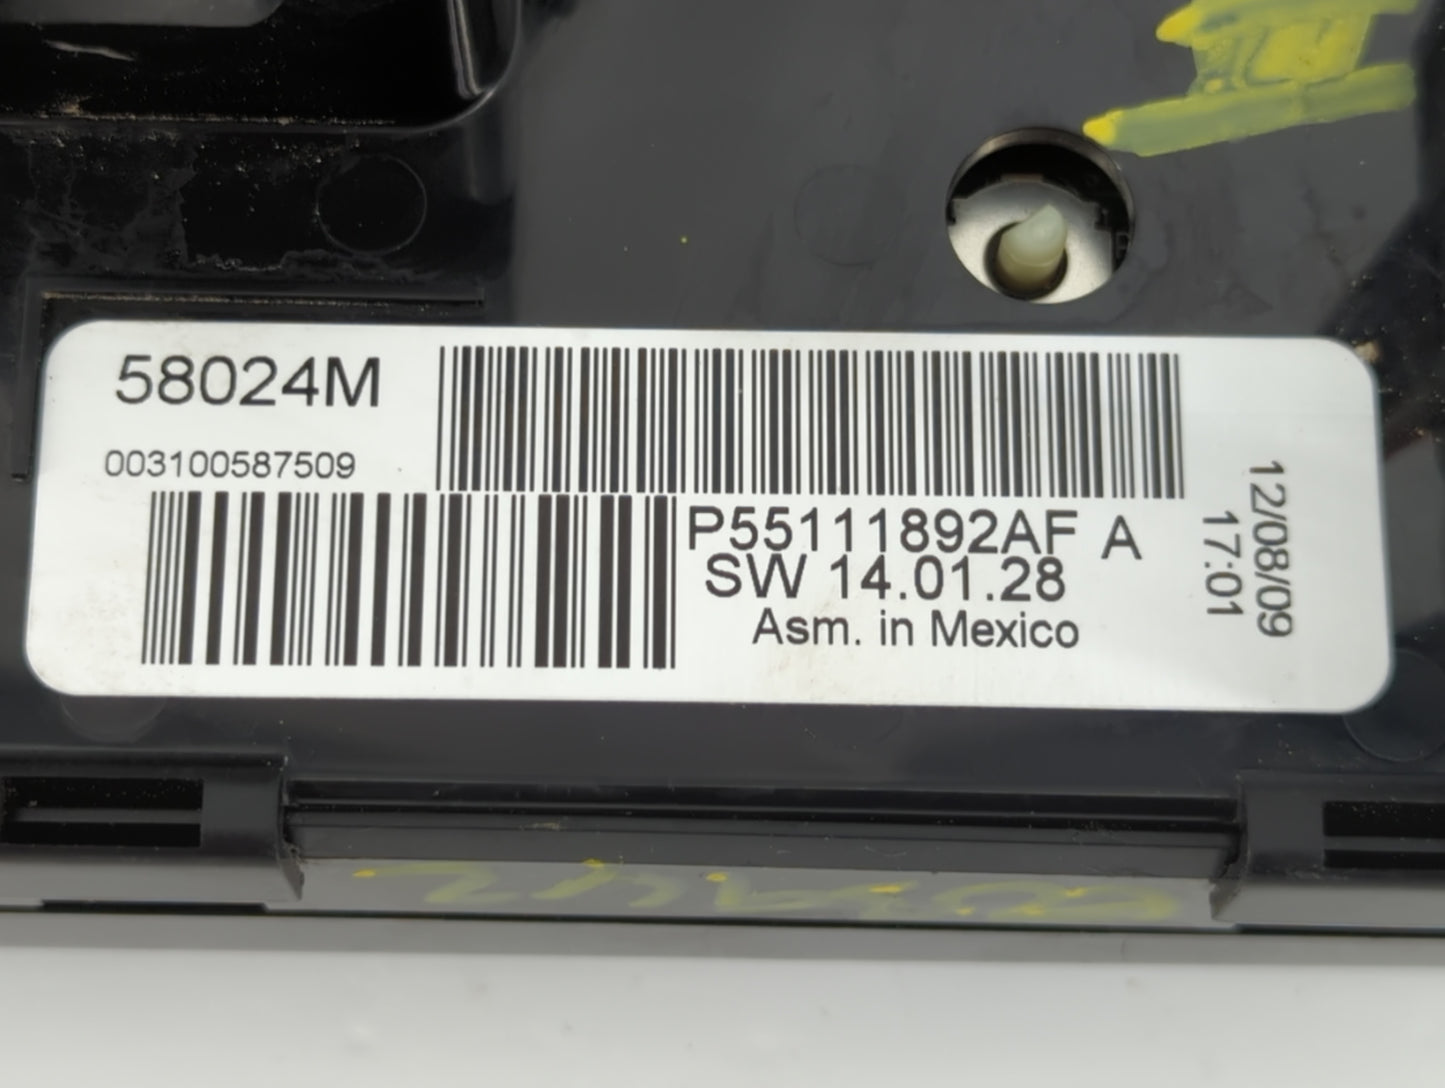 58024M
003100587509
P55111892AF A
SW 14.01.28
Asm. in Mexico
12/08/09
17:01